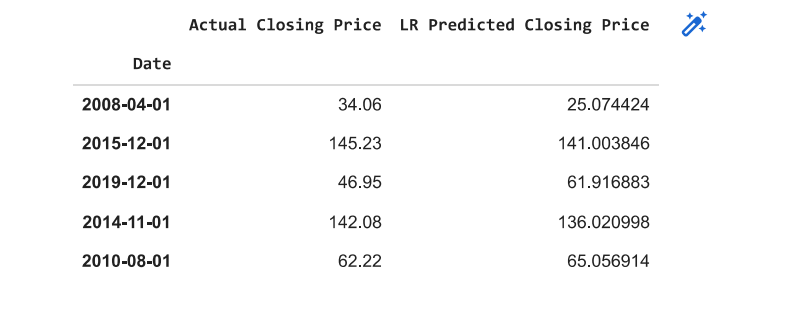 Actual Closing Price LR Predicted Closing Price
Date
2008-04-01 34.06 25.074424
2015-12-01 145.23 141.003846
2019-12-01 46.95 61.916883
2014-11-01 142.08 136.020998
2010-08-01 62.22 65.056914